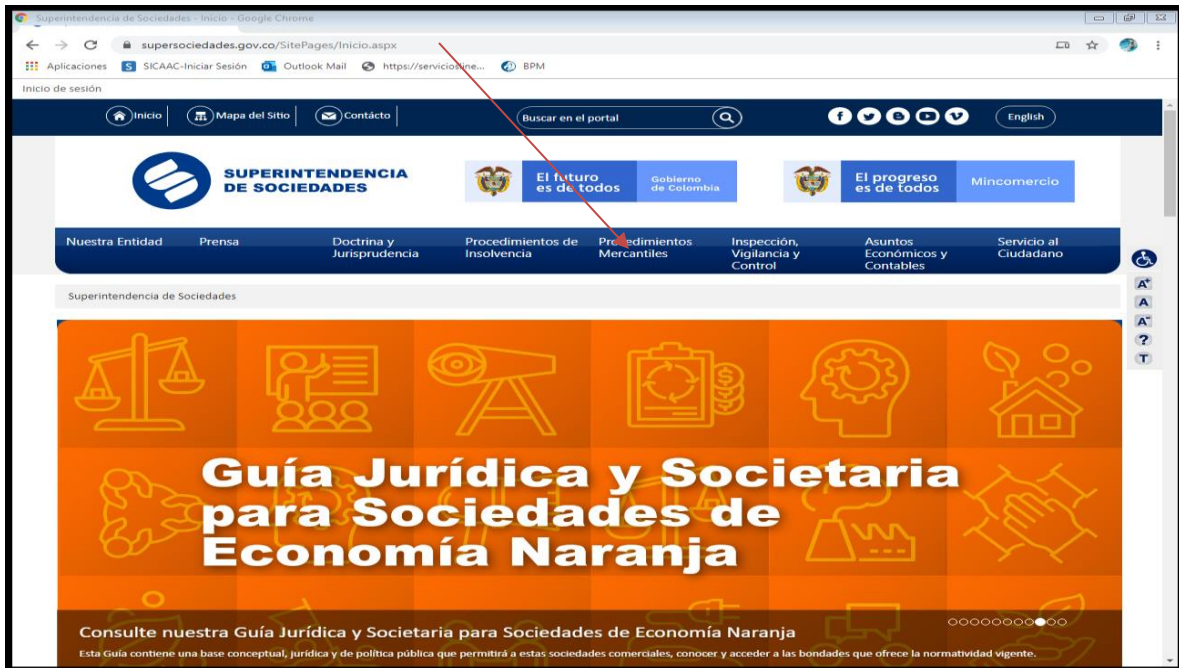 Superintendencia de Sociedades - Inicio - Google Chrome
supersociedades.gov.co/SitePages/Inicio.aspx
Aplicaciones S SICAAC-Iniciar Sesión Outlook Mail https://serviciosline... BPM
Inicio de sesión
Inicio Mapa del Sitio Contácto Buscar en el portal English
SUPERINTENDENCIA
DE SOCIEDADES
El futuro
es de todos
Gobierno
de Colombia
El progreso
es de todos
Mincomercio
Nuestra Entidad
Prensa
Doctrina y
Jurisprudencia
Procedimientos de
Insolvencia
Procedimientos
Mercantiles
Inspección,
Vigilancia y
Control
Asuntos
Económicos y
Contables
Servicio al
Ciudadano
Superintendencia de Sociedades
A+
A
A-
?
T
Guía Jurídica y Societaria
para Sociedades de
Economía Naranja
Consulte nuestra Guía Jurídica y Societaria para Sociedades de Economía Naranja
Esta Guía contiene una base conceptual, jurídica y de política pública que permitirá a estas sociedades comerciales, conocer y acceder a las bondades que ofrece la normatividad vigente.